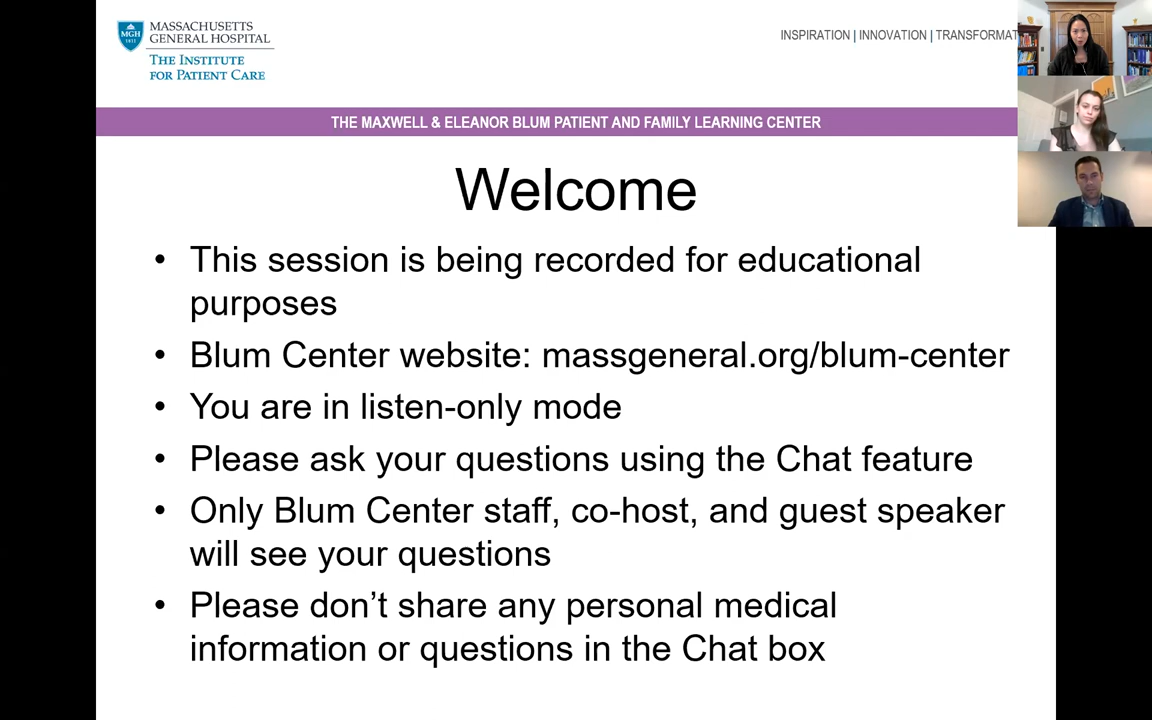 MGH
1811
MASSACHUSETTS
GENERAL HOSPITAL
THE INSTITUTE
FOR PATIENT CARE
INSPIRATION | INNOVATION | TRANSFORMAT
THE MAXWELL & ELEANOR BLUM PATIENT AND FAMILY LEARNING CENTER
Welcome
• This session is being recorded for educational
purposes
• Blum Center website: massgeneral.org/blum-center
• You are in listen-only mode
• Please ask your questions using the Chat feature
• Only Blum Center staff, co-host, and guest speaker
will see your questions
• Please don’t share any personal medical
information or questions in the Chat box